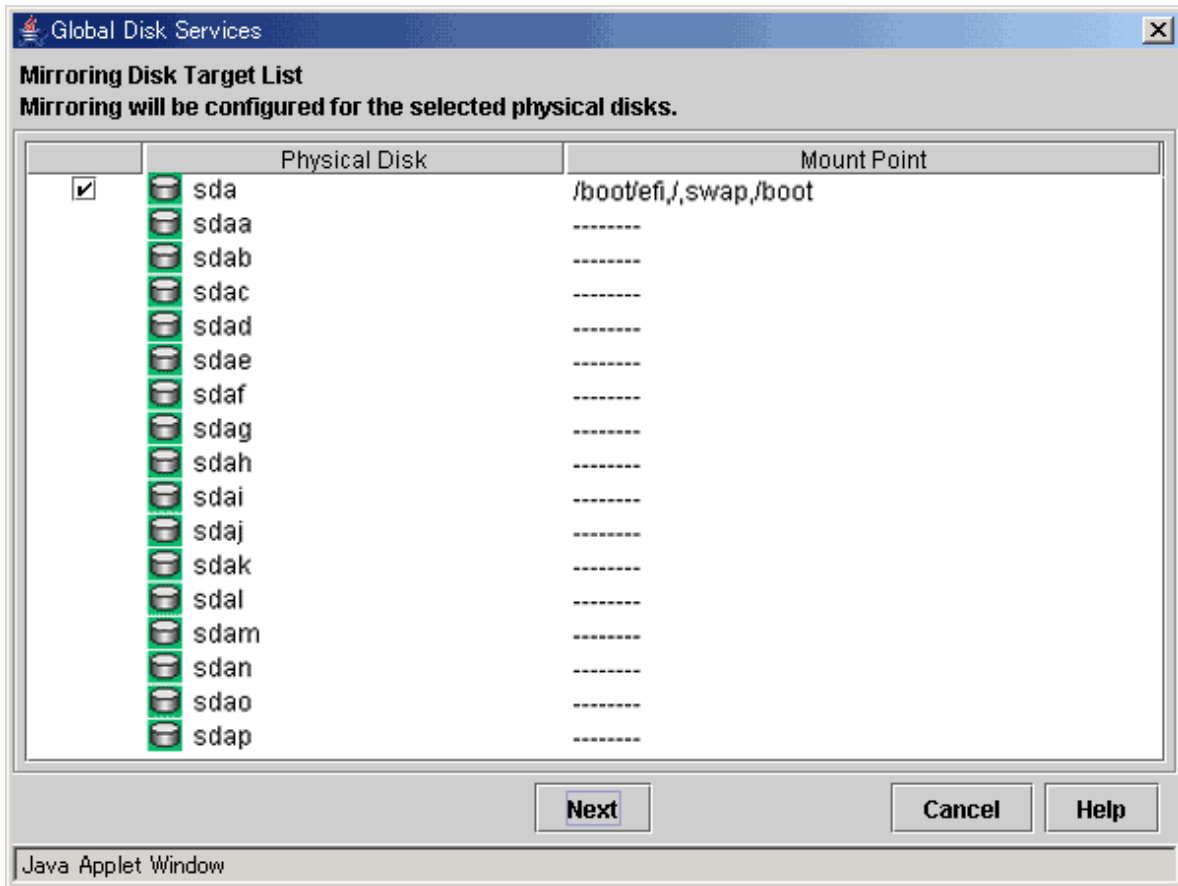 Global Disk Services
Mirroring Disk Target List
Mirroring will be configured for the selected physical disks.
Physical Disk Mount Point
sda /boot/efi,/,swap,/boot
sdaa --------
sdab --------
sdac --------
sdad --------
sdae --------
sdaf --------
sdag --------
sdah --------
sdai --------
sdaj --------
sdak --------
sdal --------
sdam --------
sdan --------
sdao --------
sdap --------
Next Cancel Help
Java Applet Window